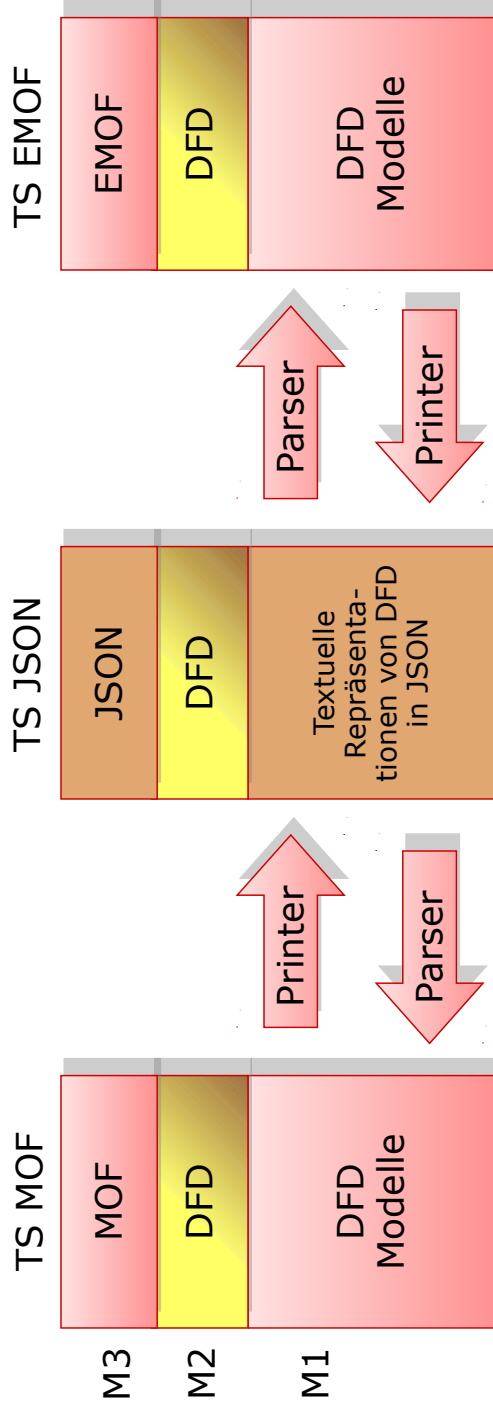 TS MOF
TS JSON
TS EMOF
M3
MOF
JSON
EMOF
M2
DFD
DFD
DFD
M1
DFD
Modelle
Printer
Parser
Textuelle
Repräsenta-
tionen von DFD
in JSON
Parser
Printer
DFD
Modelle